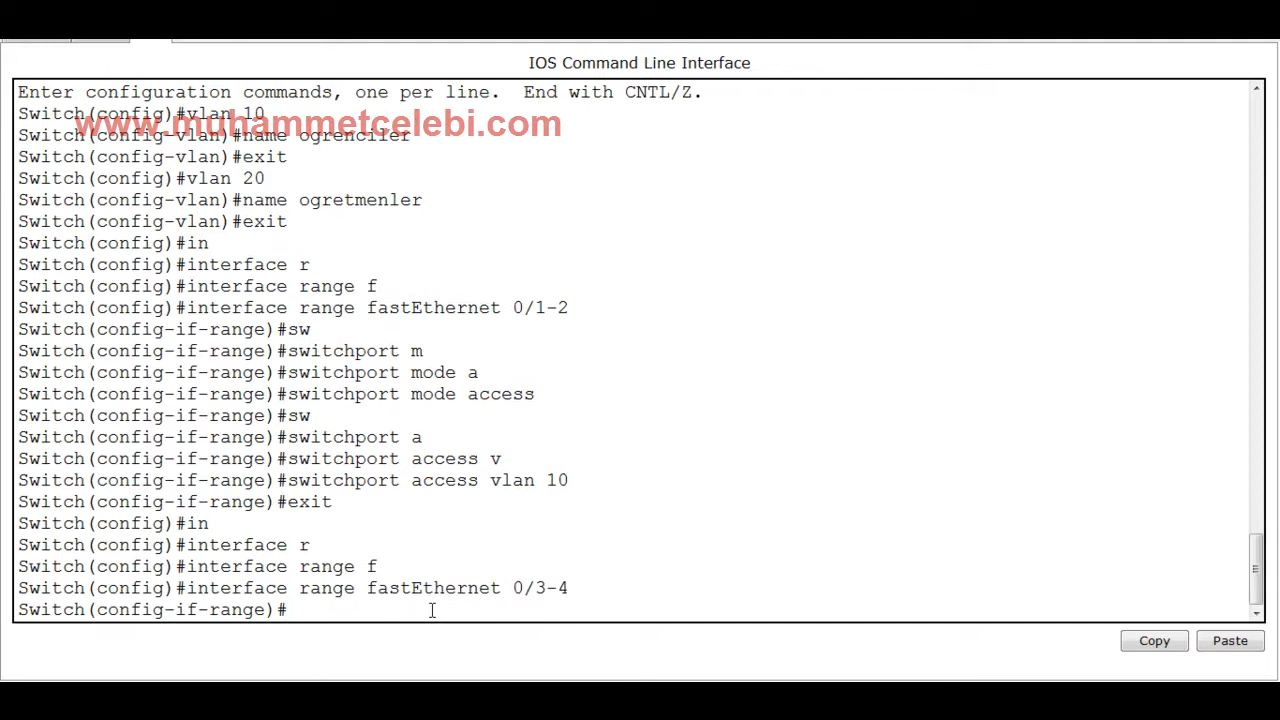 IOS Command Line Interface
Enter configuration commands, one per line.  End with CNTL/Z.
Switch(config)#vlan 10
www.muhammetcelebi.com
Switch(config-vlan)#name ogrenciler
Switch(config-vlan)#exit
Switch(config)#vlan 20
Switch(config-vlan)#name ogretmenler
Switch(config-vlan)#exit
Switch(config)#in
Switch(config)#interface r
Switch(config)#interface range f
Switch(config)#interface range fastEthernet 0/1-2
Switch(config-if-range)#sw
Switch(config-if-range)#switchport m
Switch(config-if-range)#switchport mode a
Switch(config-if-range)#switchport mode access
Switch(config-if-range)#sw
Switch(config-if-range)#switchport a
Switch(config-if-range)#switchport access v
Switch(config-if-range)#switchport access vlan 10
Switch(config-if-range)#exit
Switch(config)#in
Switch(config)#interface r
Switch(config)#interface range f
Switch(config)#interface range fastEthernet 0/3-4
Switch(config-if-range)#
Copy Paste